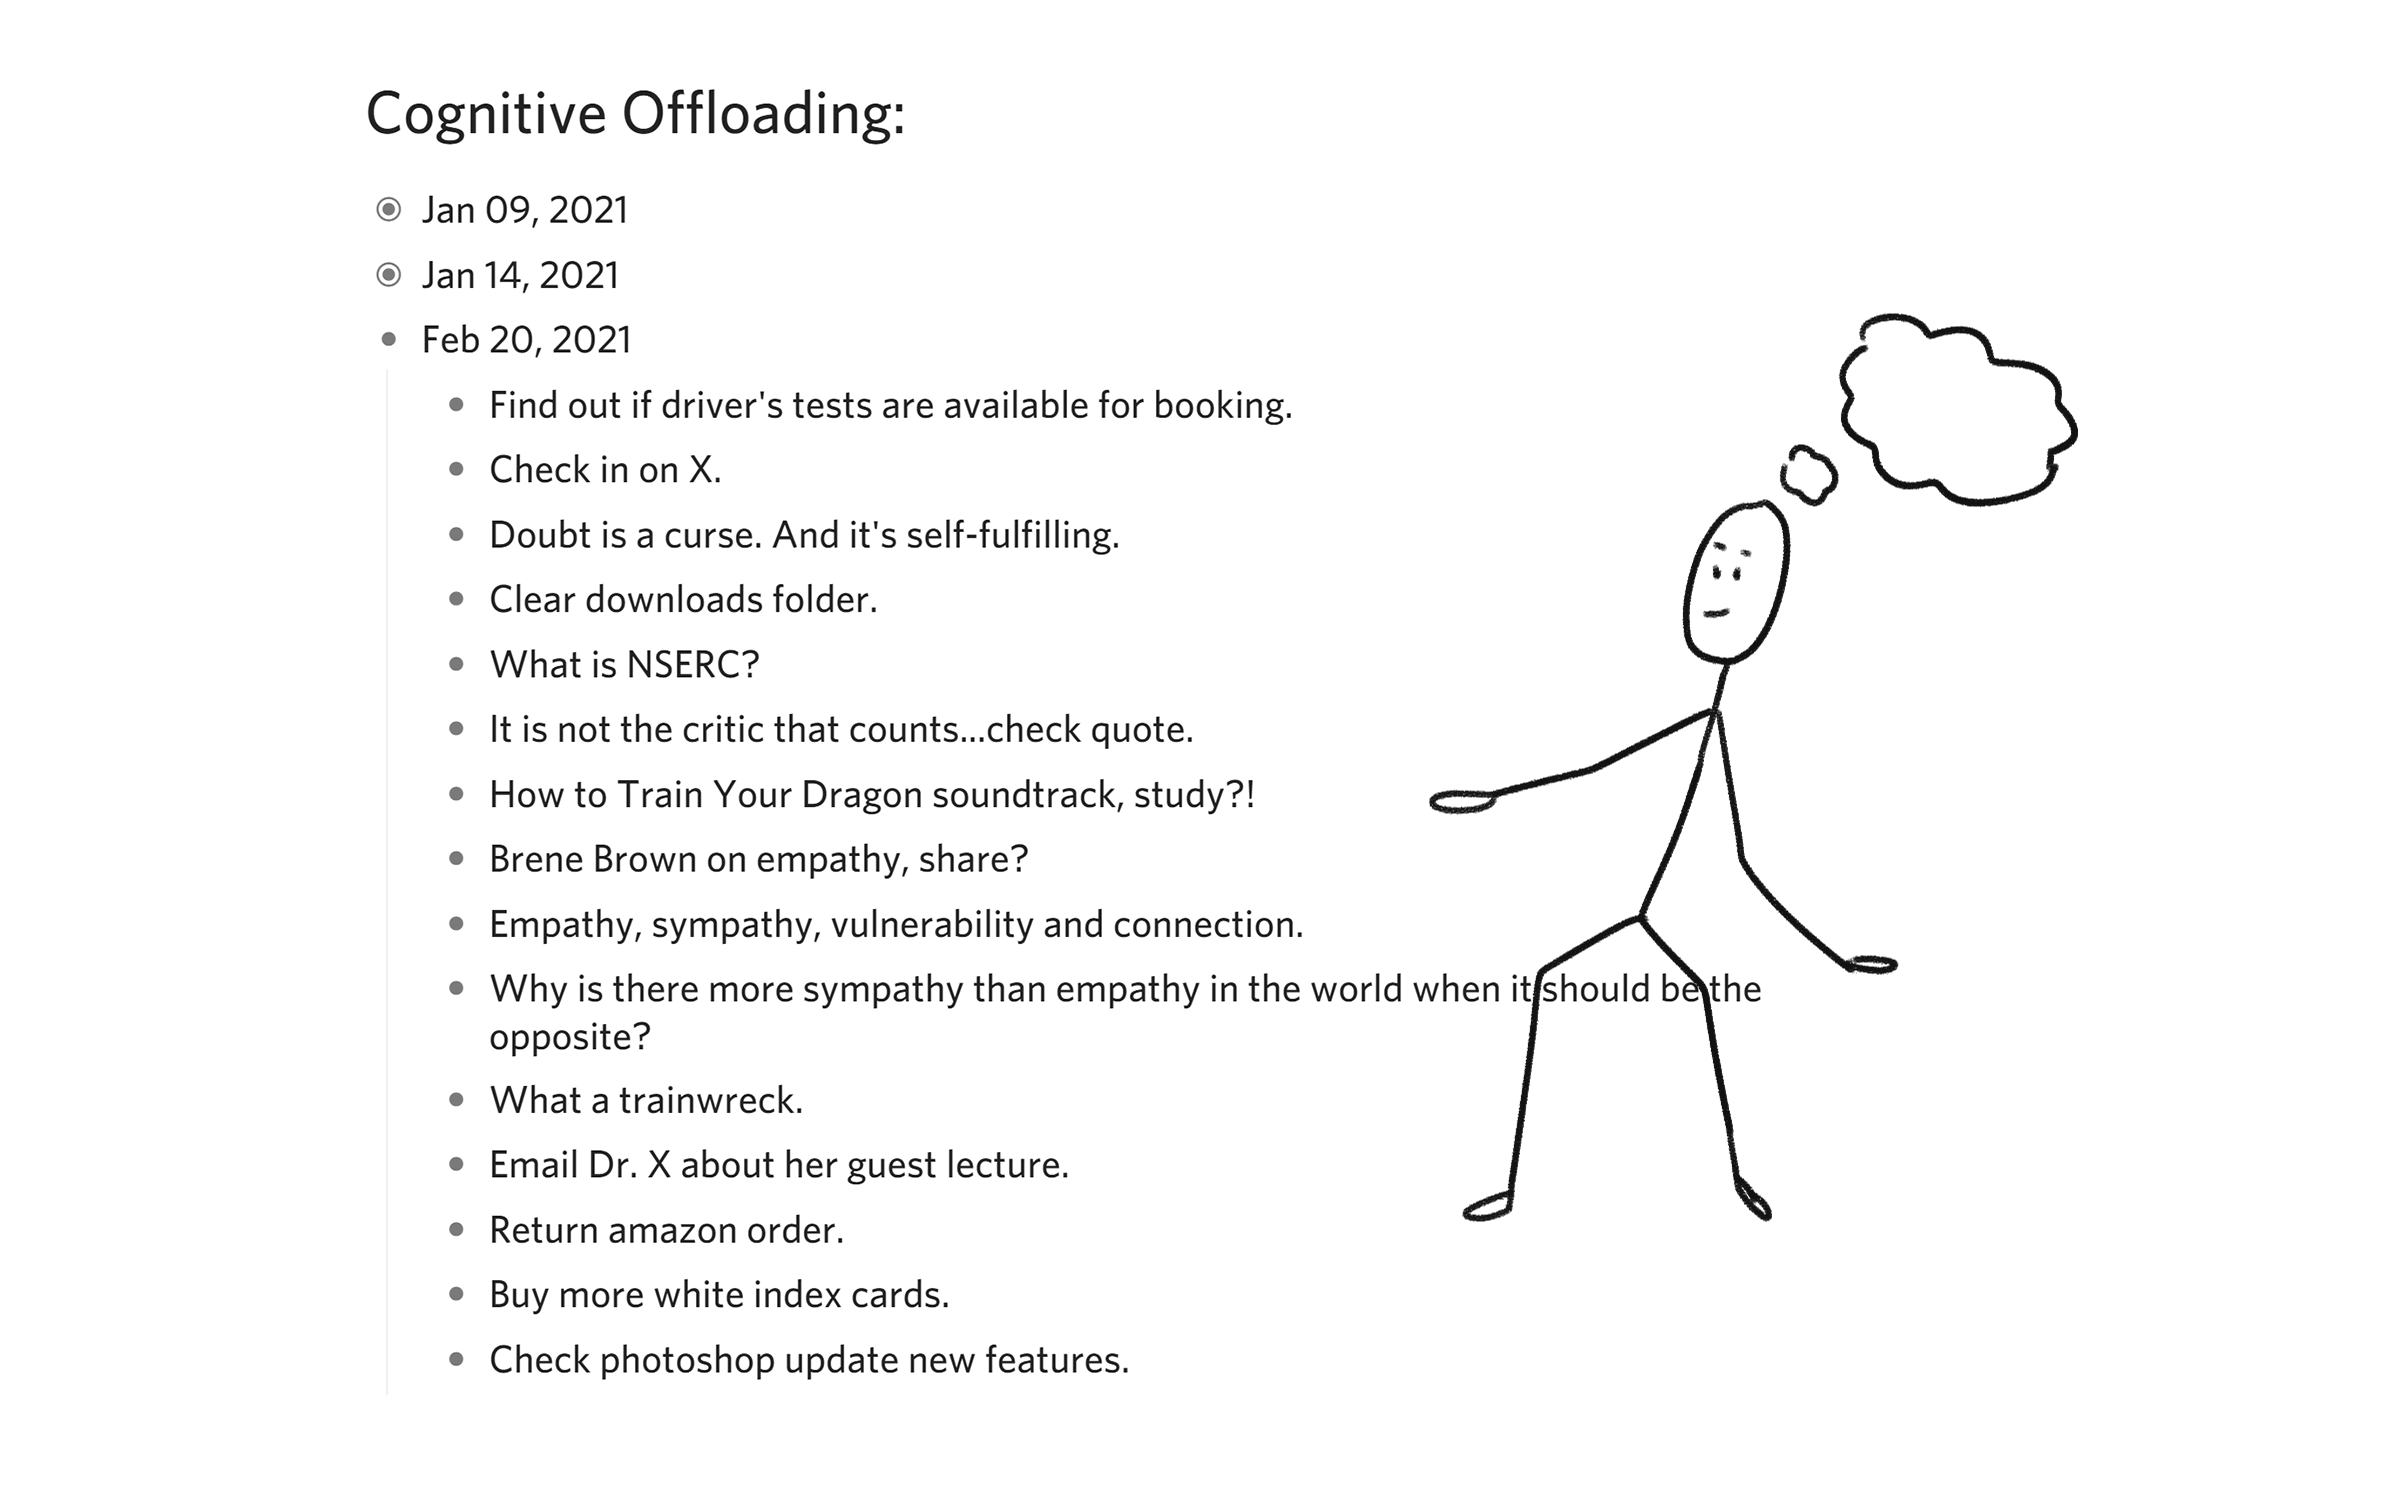 Cognitive Offloading:
Jan 09, 2021
Jan 14, 2021
Feb 20, 2021
Find out if driver's tests are available for booking.
Check in on X.
Doubt is a curse. And it's self-fulfilling.
Clear downloads folder.
What is NSERC?
It is not the critic that counts...check quote.
How to Train Your Dragon soundtrack, study?!
Brene Brown on empathy, share?
Empathy, sympathy, vulnerability and connection.
Why is there more sympathy than empathy in the world when it should be the
opposite?
What a trainwreck.
Email Dr. X about her guest lecture.
Return amazon order.
Buy more white index cards.
Check photoshop update new features.